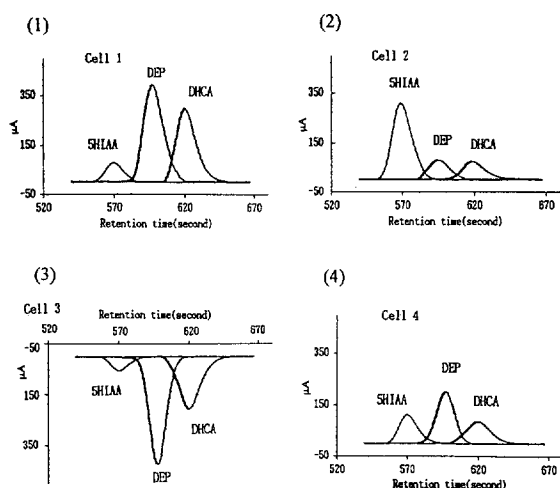 (1)
Cell 1
DEP
DHCA
5HIAA
350
150
-50
μA
520 570 620 670
Retention time(second)
(2)
Cell 2
5HIAA
DEP
DHCA
350
150
-50
μA
520 570 620 670
Retention time(second)
(3)
Cell 3
Retention time(second)
520 570 620 670
-50
150
350
μA
5HIAA
DHCA
DEP
(4)
Cell 4
DEP
5HIAA
DHCA
350
150
-50
μA
520 570 620 670
Retention time(second)